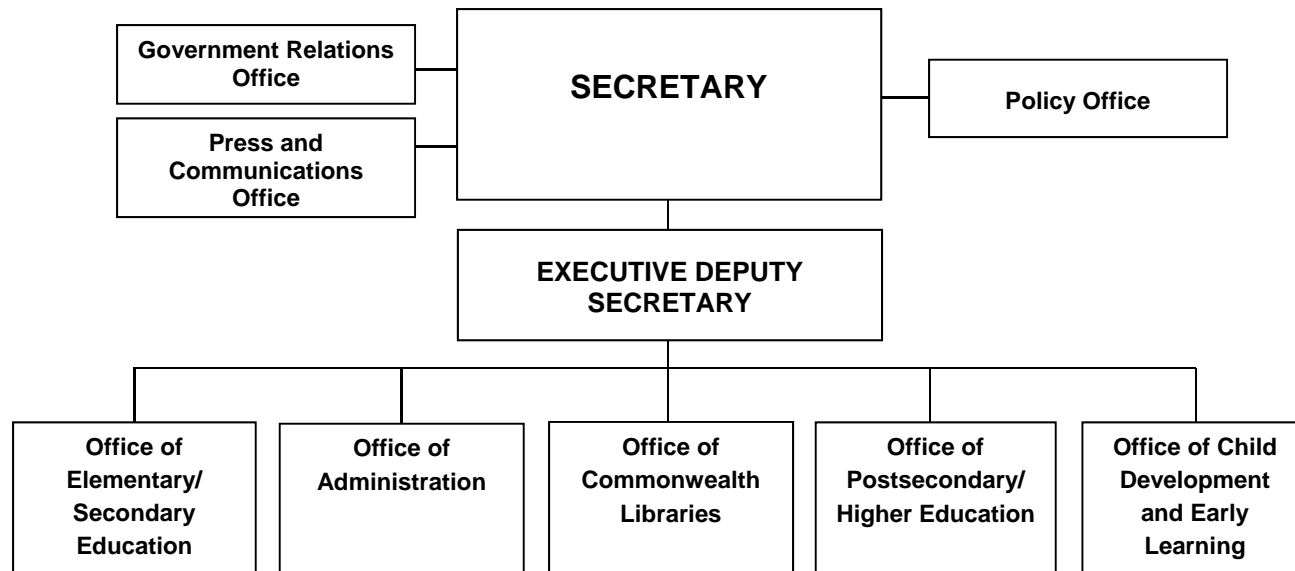 Government Relations
Office
SECRETARY
Policy Office
Press and
Communications
Office
EXECUTIVE DEPUTY
SECRETARY
Office of
Elementary/
Secondary
Education
Office of
Administration
Office of
Commonwealth
Libraries
Office of
Postsecondary/
Higher Education
Office of Child
Development
and Early
Learning